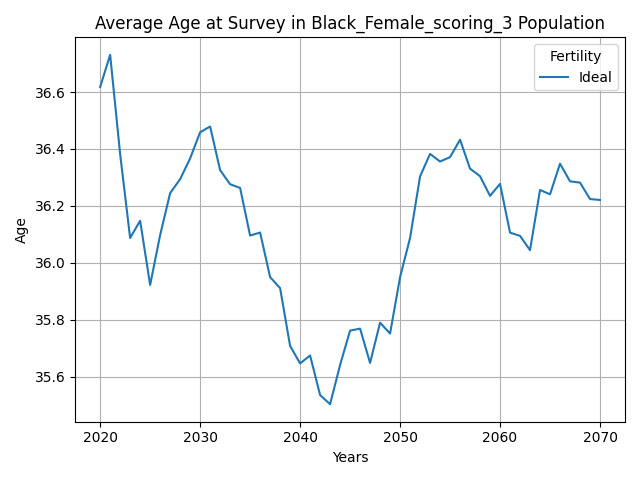 Average Age at Survey in Black_Female_scoring_3 Population
Fertility
Ideal
36.6
36.4
36.2
36.0
35.8
35.6
Age
2020 2030 2040 2050 2060 2070
Years